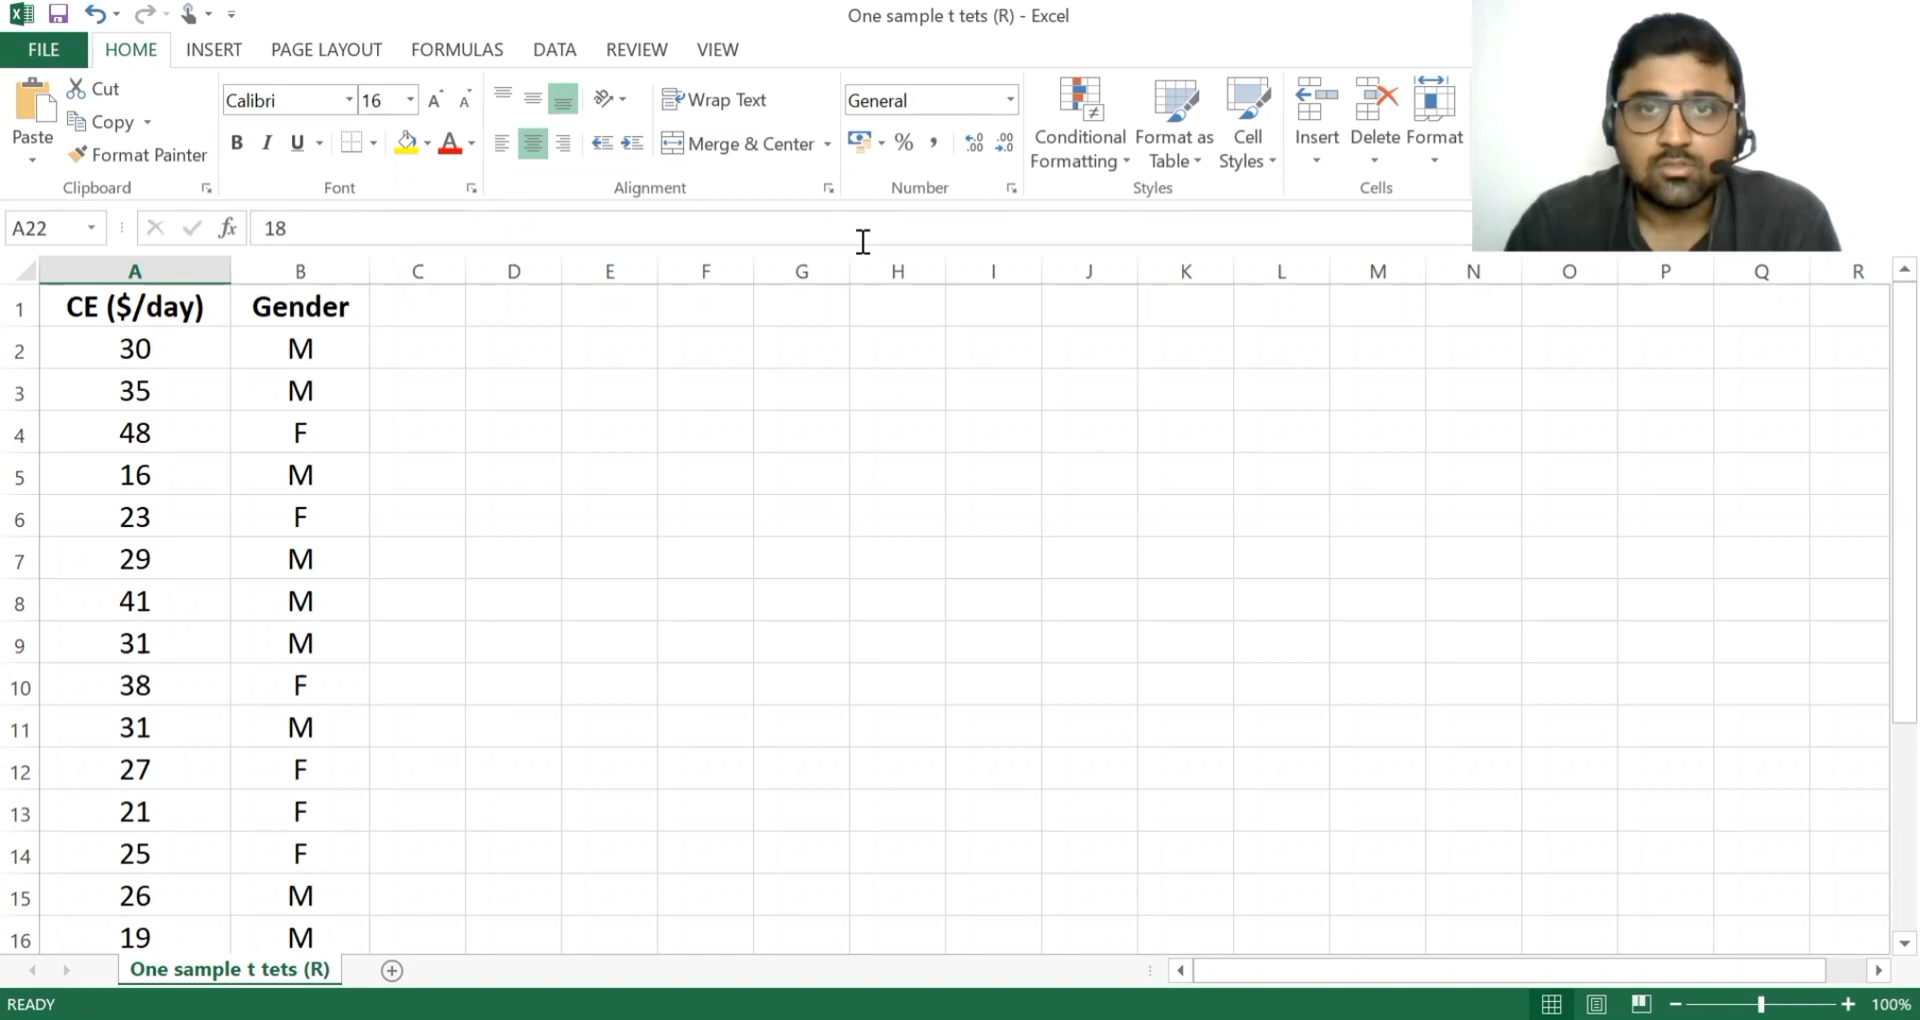 One sample t tets (R) - Excel
FILE HOME INSERT PAGE LAYOUT FORMULAS DATA REVIEW VIEW
Paste
Cut
Copy
Format Painter
Clipboard
Calibri 16
B I U A
Font
Wrap Text
Merge & Center
Alignment
General
% ,
Number
Conditional Formatting
Format as Table
Cell Styles
Styles
Insert Delete Format
Cells
A22 fx 18
A B C D E F G H I J K L M N O P Q R
1 CE ($/day) Gender
2 30 M
3 35 M
4 48 F
5 16 M
6 23 F
7 29 M
8 41 M
9 31 M
10 38 F
11 31 M
12 27 F
13 21 F
14 25 F
15 26 M
16 19 M
One sample t tets (R)
READY 100%